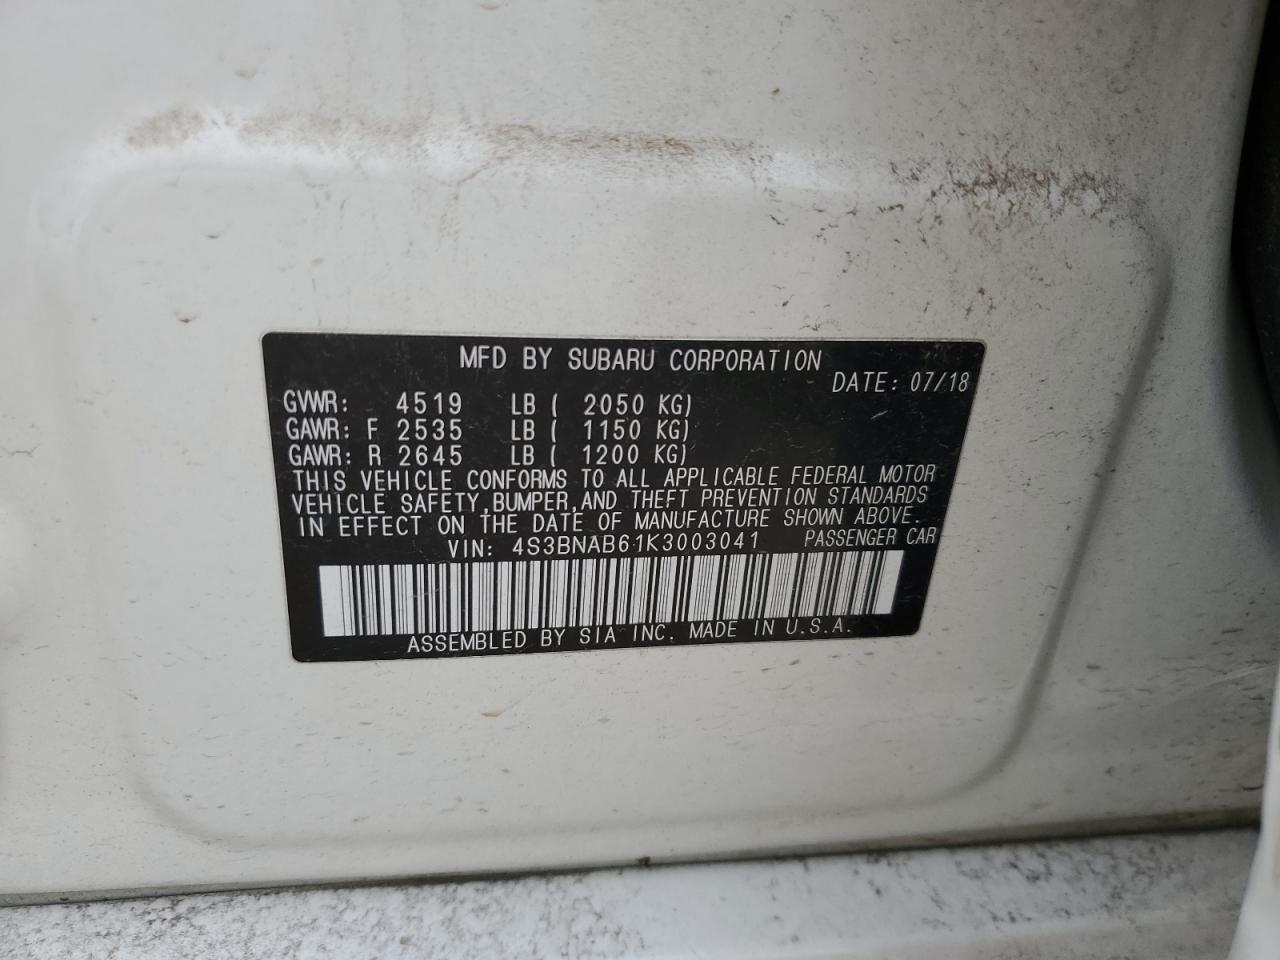 MFD BY SUBARU CORPORATION
DATE: 07/18
GVWR: 4519 LB ( 2050 KG)
GAWR: F 2535 LB ( 1150 KG)
GAWR: R 2645 LB ( 1200 KG)
THIS VEHICLE CONFORMS TO ALL APPLICABLE FEDERAL MOTOR
VEHICLE SAFETY, BUMPER, AND THEFT PREVENTION STANDARDS
IN EFFECT ON THE DATE OF MANUFACTURE SHOWN ABOVE.
VIN: 4S3BNAB61K3003041 PASSENGER CAR
ASSEMBLED BY SIA INC. MADE IN U.S.A.